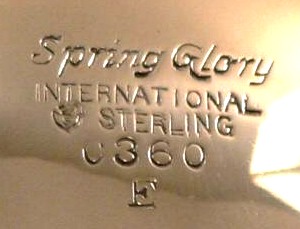 Spring Glory
INTERNATIONAL
STERLING
C360
E